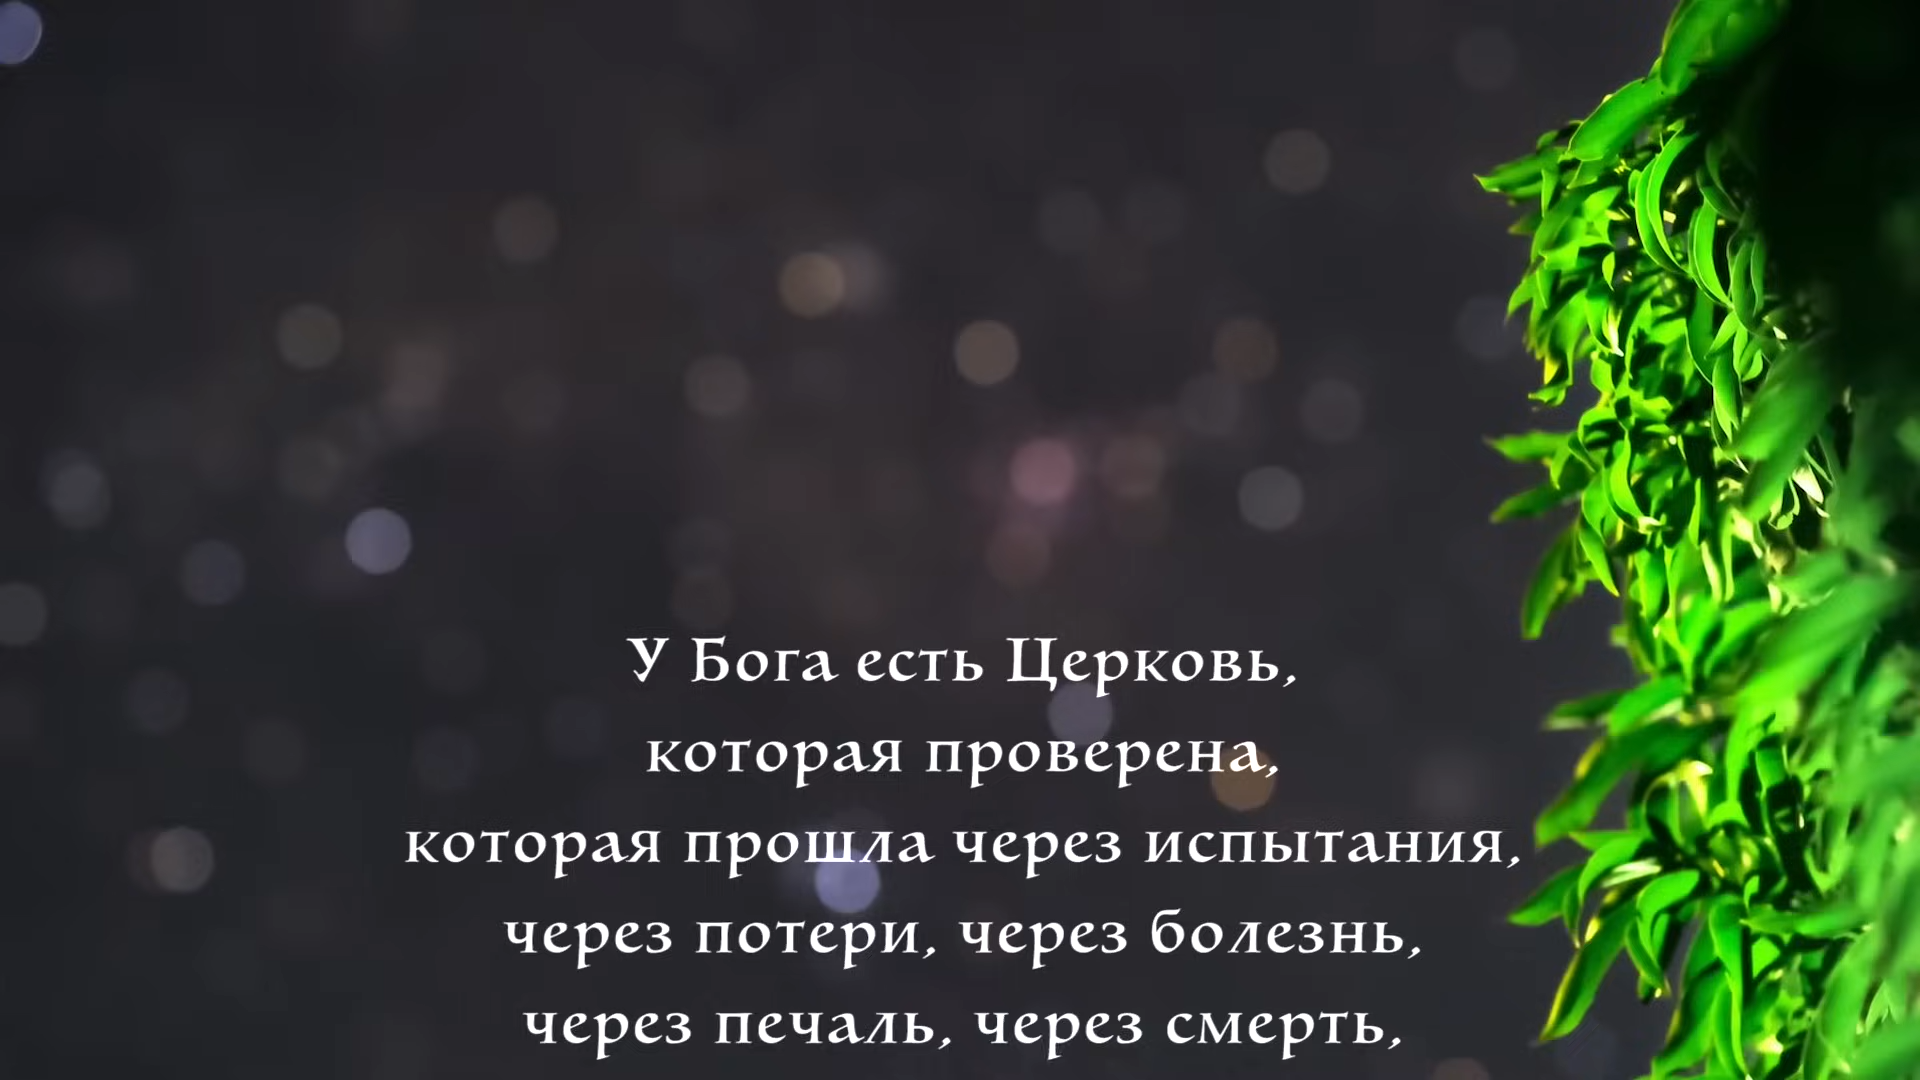 У Бога есть Церковь,
которая проверена,
которая прошла через испытания,
через потери, через болезнь,
через печаль, через смерть,